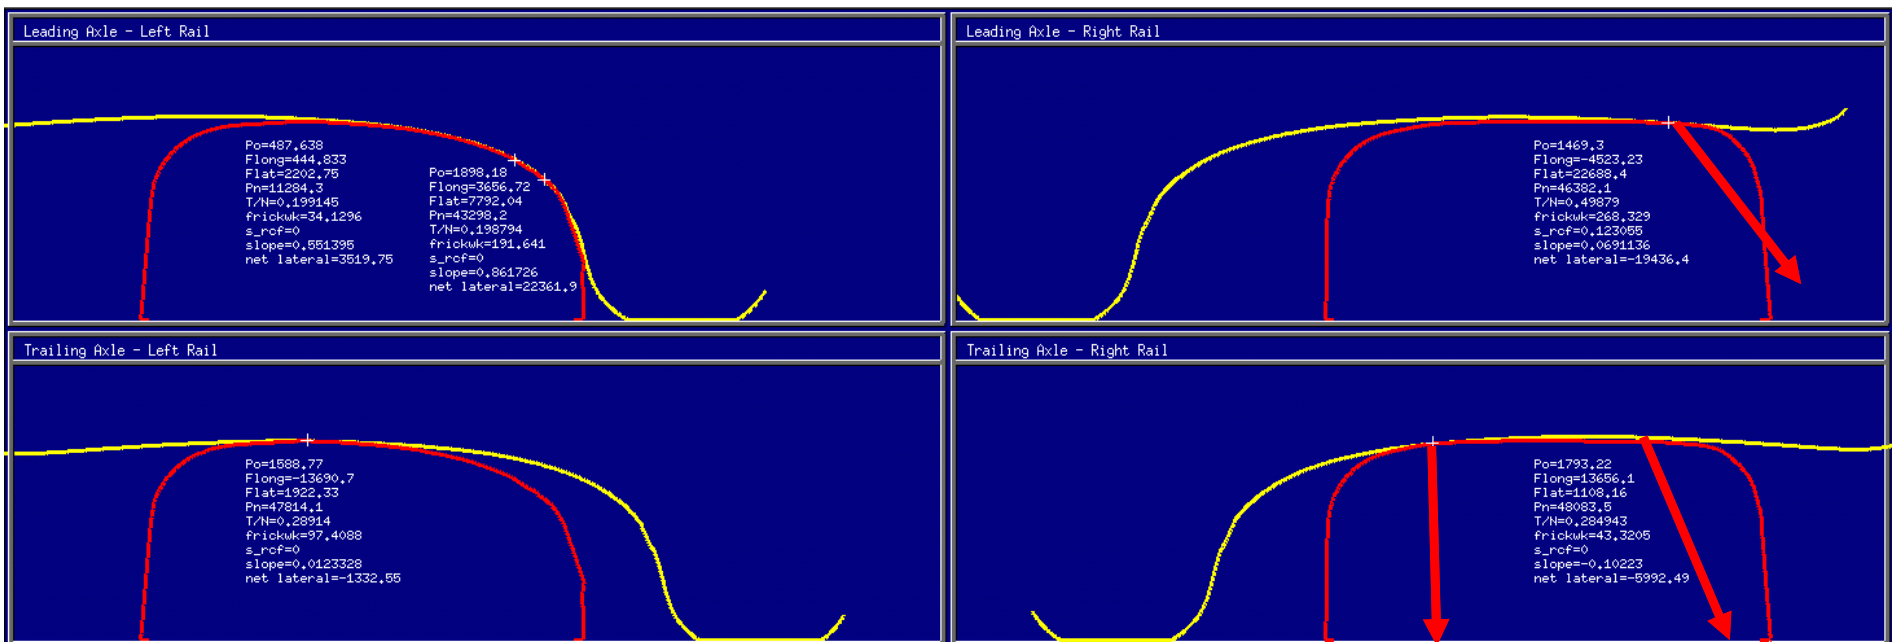 Leading Axle - Left Rail
Po=487.638
Flong=444.833
Flat=2202.75
Pn=11284.3
T/N=0.199145
frickwk=34.1296
s_rcf=0
slope=0.551395
net lateral=3519.75
Po=1898.18
Flong=3656.72
Flat=7792.04
Pn=43298.2
T/N=0.198794
frickwk=191.641
s_rcf=0
slope=0.861726
net lateral=22361.9
Leading Axle - Right Rail
Po=1469.3
Flong=-4523.23
Flat=22688.4
Pn=46382.1
T/N=0.49879
frickwk=268.329
s_rcf=0.123055
slope=0.0691136
net lateral=-19436.4
Trailing Axle - Left Rail
Po=1588.77
Flong=-13690.7
Flat=1922.33
Pn=47814.1
T/N=0.28914
frickwk=97.4088
s_rcf=0
slope=0.0123328
net lateral=-1332.55
Trailing Axle - Right Rail
Po=1793.22
Flong=13656.1
Flat=1108.16
Pn=48083.5
T/N=0.284943
frickwk=43.3205
s_rcf=0
slope=-0.10223
net lateral=-5992.49